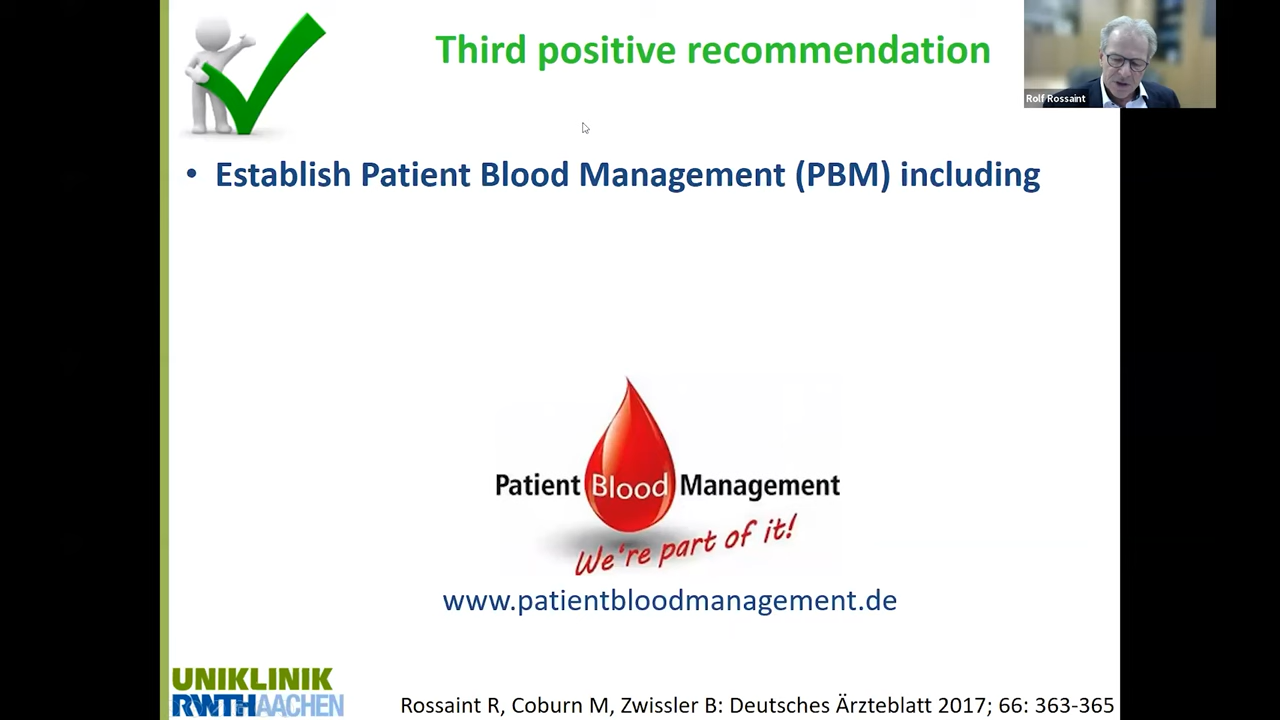 Third positive recommendation
Rolf Rossaint
• Establish Patient Blood Management (PBM) including
Patient Blood Management
We're part of it!
www.patientbloodmanagement.de
UNIKLINIK
RWTHAACHEN
Rossaint R, Coburn M, Zwissler B: Deutsches Ärzteblatt 2017; 66: 363-365